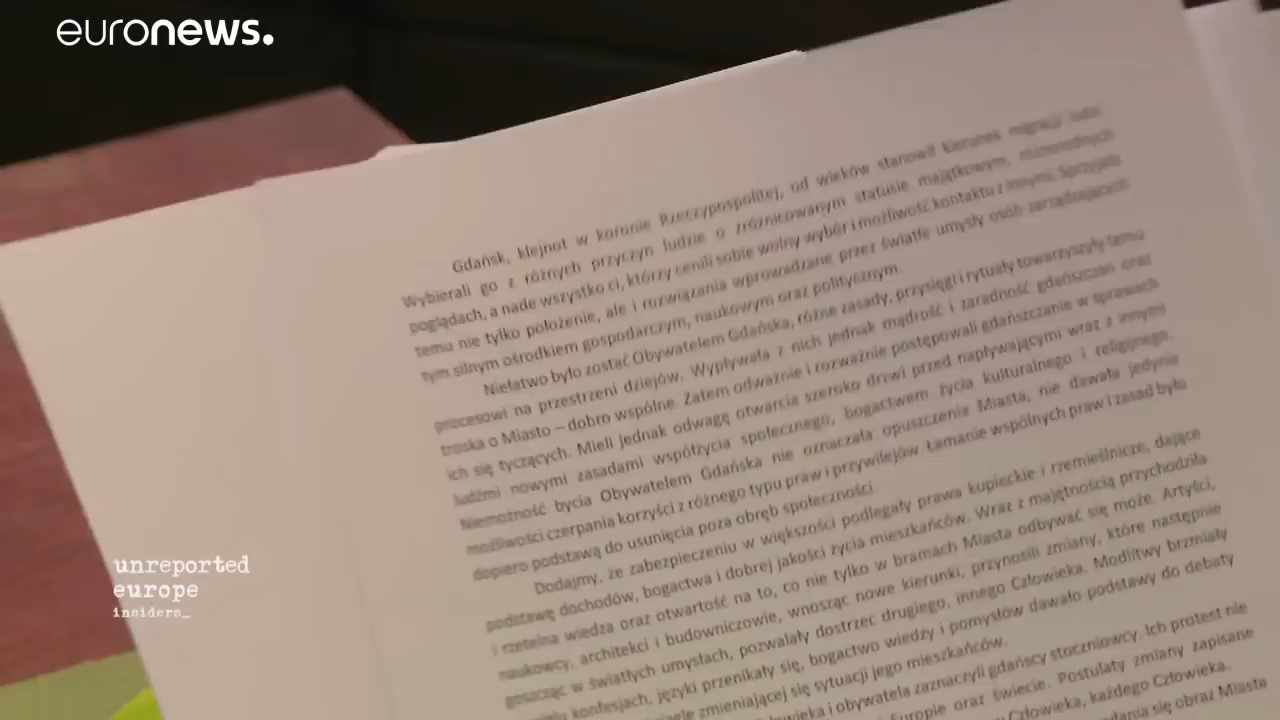 euronews.
Gdańsk, klejnot w koronie Rzeczypospolitej, od wieków stanowił kierunek migracji ludzi.
Wybierali go z różnych przyczyn ludzie o zróżnicowanym statusie majątkowym, różnorodnych
poglądach, a nade wszystko ci, którzy cenili sobie wolny wybór i możliwość kontaktu z innymi. Sprzyjało
temu nie tylko położenie, ale i rozwiązania wprowadzane przez światłe umysły osób zarządzających
tym silnym ośrodkiem gospodarczym, naukowym oraz politycznym.
Niełatwo było zostać Obywatelem Gdańska, różne zasady, przysięgi i rytuały towarzyszyły temu
procesowi na przestrzeni dziejów. Wypływała z nich jednak mądrość i zaradność gdańszczan oraz
troska o Miasto – dobro wspólne. Zatem odważnie i rozważnie postępowali gdańszczanie w sprawach
ich się tyczących. Mieli jednak odwagę otwarcia szeroko drzwi przed napływającymi wraz z innymi
ludźmi nowymi zasadami współżycia społecznego, bogactwem życia kulturalnego i religijnego.
Niemożność bycia Obywatelem Gdańska nie oznaczała opuszczenia Miasta, nie dawała jedynie
możliwości czerpania korzyści z różnego typu praw i przywilejów. Łamanie wspólnych praw i zasad było
dopiero podstawą do usunięcia poza obręb społeczności.
Dodajmy, że zabezpieczeniu w większości podlegały prawa kupieckie i rzemieślnicze, dające
podstawę dochodów, bogactwa i dobrej jakości życia mieszkańców. Wraz z majętnością przychodziła
i rzetelna wiedza oraz otwartość na to, co nie tylko w bramach Miasta odbywać się może. Artyści,
naukowcy, architekci i budowniczowie, wnosząc nowe kierunki, przynosili zmiany, które następnie
goszcząc w światłych umysłach, pozwalały dostrzec drugiego, innego Człowieka. Modlitwy brzmiały
wielu konfesjach, języki przenikały się, bogactwo wiedzy i pomysłów dawało podstawy do debaty
zmieniającej się sytuacji jego mieszkańców.
i obywatela zaznaczyli gdańscy stoczniowcy. Ich protest nie
Europie oraz świecie. Postulaty zmiany zapisane
Człowieka, każdego Człowieka.
się obraz Miasta
unreported
europe
insiders_